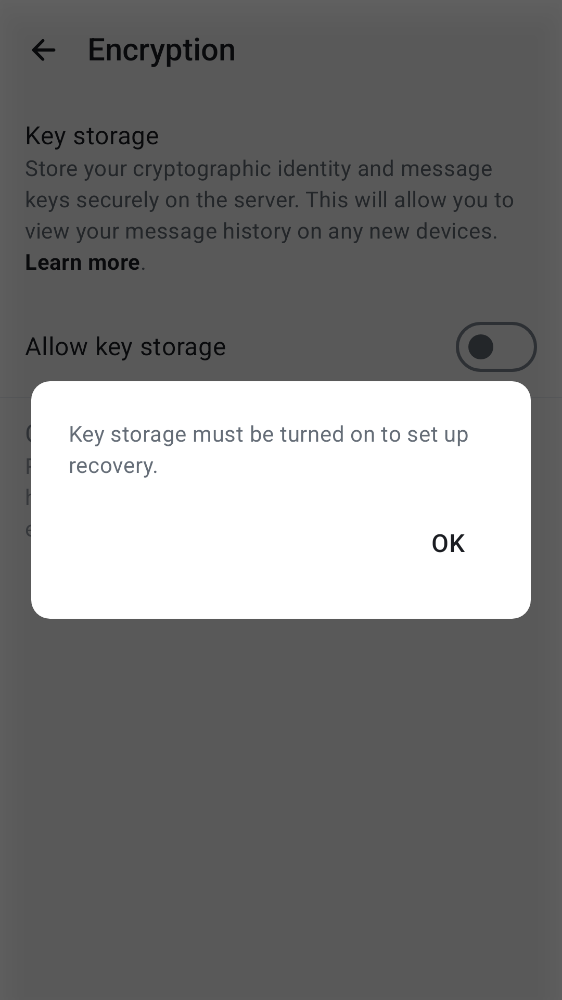 Encryption
Key storage
Store your cryptographic identity and message
keys securely on the server. This will allow you to
view your message history on any new devices.
Learn more.
Allow key storage
Key storage must be turned on to set up
recovery.
OK